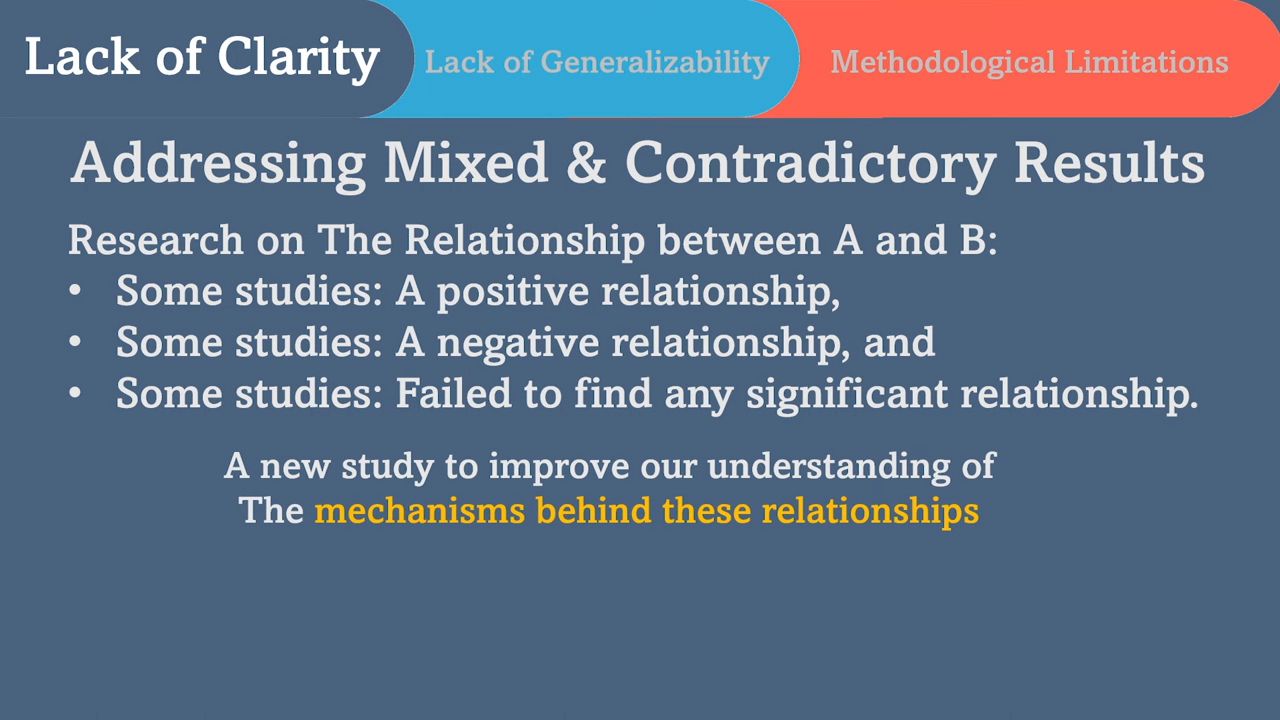 Lack of Clarity
Lack of Generalizability
Methodological Limitations
Addressing Mixed & Contradictory Results
Research on The Relationship between A and B:
• Some studies: A positive relationship,
• Some studies: A negative relationship, and
• Some studies: Failed to find any significant relationship.
A new study to improve our understanding of
The mechanisms behind these relationships